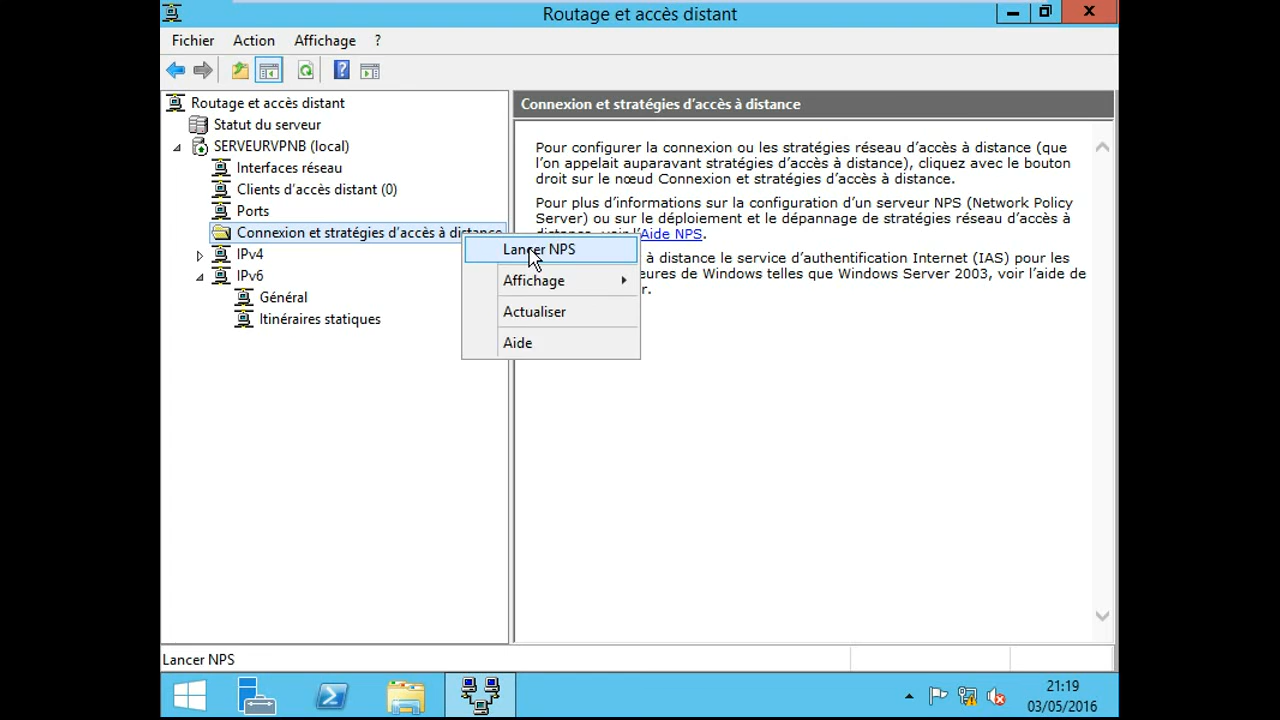 Routage et accès distant
Fichier Action Affichage ?
Routage et accès distant
Statut du serveur
SERVEURVPNB (local)
Interfaces réseau
Clients d'accès distant (0)
Ports
Connexion et stratégies d'accès à distance
IPv4
IPv6
Général
Itinéraires statiques
Lancer NPS
Affichage
Actualiser
Aide
Connexion et stratégies d'accès à distance
Pour configurer la connexion ou les stratégies réseau d'accès à distance (que
l'on appelait auparavant stratégies d'accès à distance), cliquez avec le bouton
droit sur le nœud Connexion et stratégies d'accès à distance.
Pour plus d'informations sur la configuration d'un serveur NPS (Network Policy
Server) ou sur le déploiement et le dépannage de stratégies réseau d'accès à
distance, voir l'Aide NPS.
à distance le service d'authentification Internet (IAS) pour les
eures de Windows telles que Windows Server 2003, voir l'aide de
r.
Lancer NPS
21:19
03/05/2016